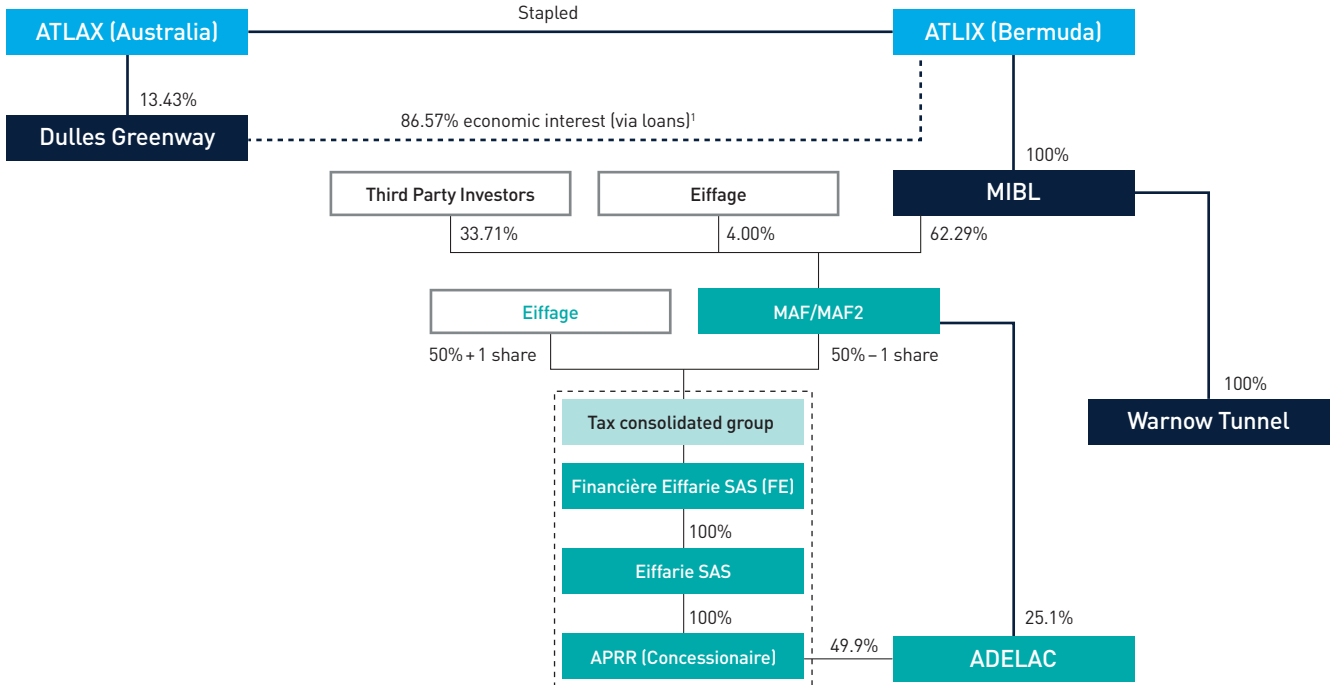 Stapled
ATLAX (Australia)
ATLIX (Bermuda)
13.43%
Dulles Greenway
86.57% economic interest (via loans)¹
100%
Third Party Investors
Eiffage
MIBL
33.71%
4.00%
62.29%
Eiffage
MAF/MAF2
50% + 1 share
50% – 1 share
100%
Tax consolidated group
Warnow Tunnel
Financière Eiffarie SAS (FE)
100%
Eiffarie SAS
100%
25.1%
APRR (Concessionaire)
49.9%
ADELAC